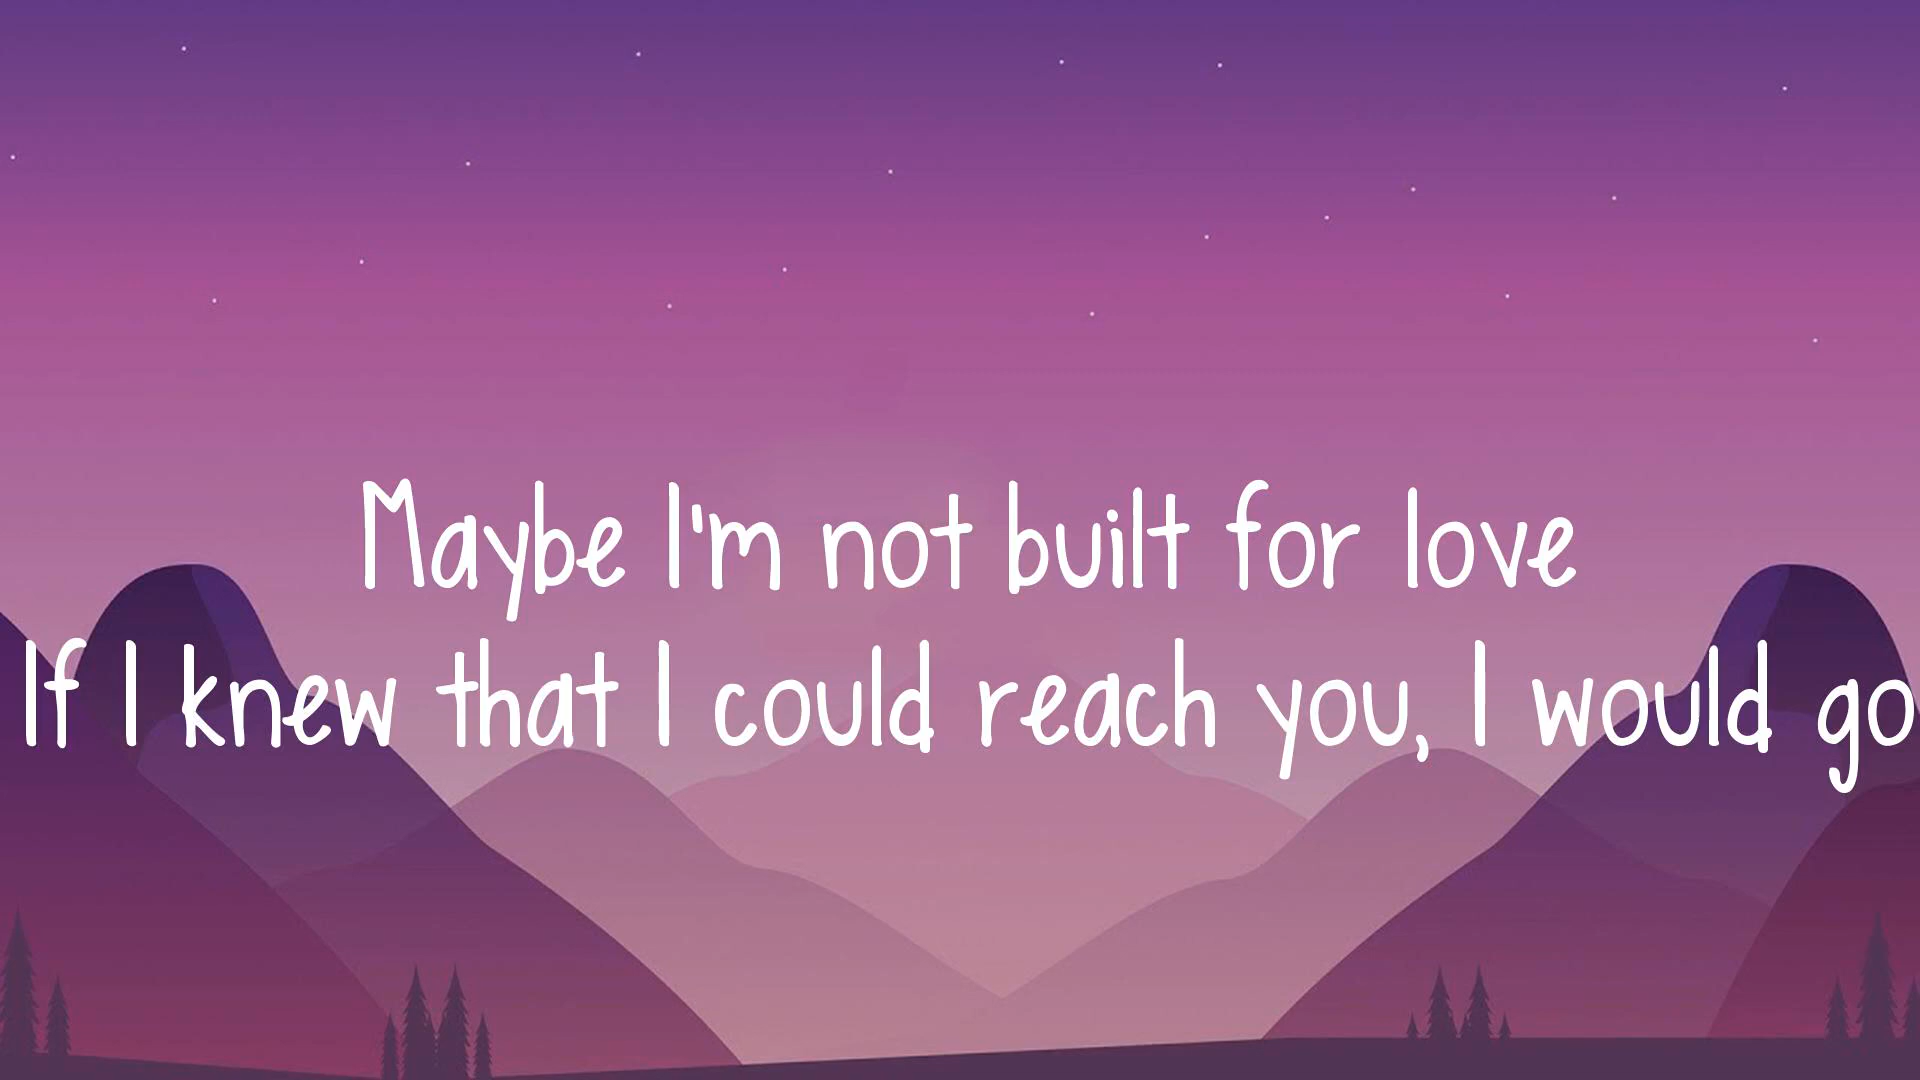 Maybe I'm not built for love
If I knew that I could reach you, I would go